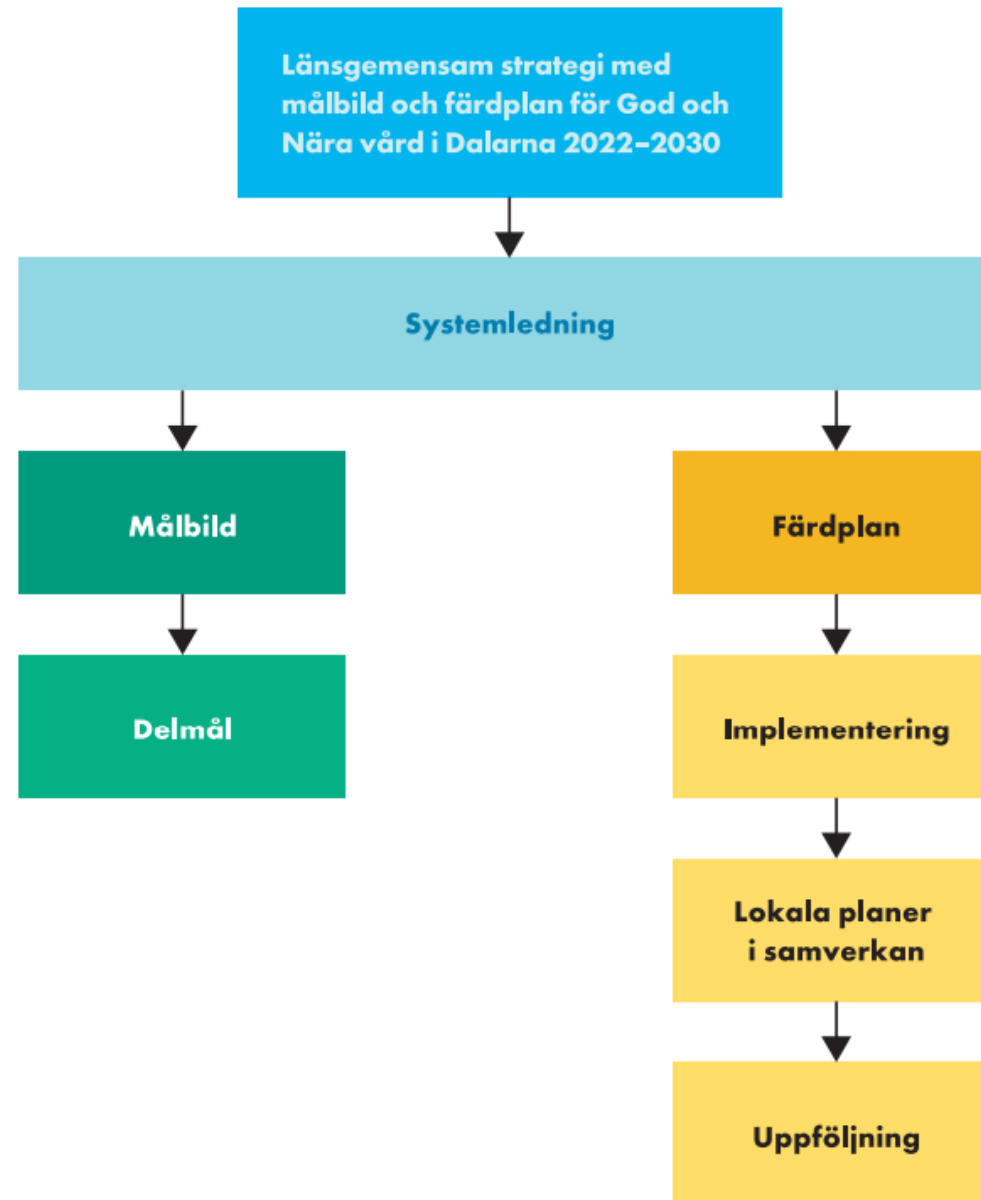 Länsgemensam strategi med
målbild och färdplan för God och
Nära vård i Dalarna 2022–2030
Systemledning
Målbild
Färdplan
Delmål
Implementering
Lokala planer
i samverkan
Uppföljning